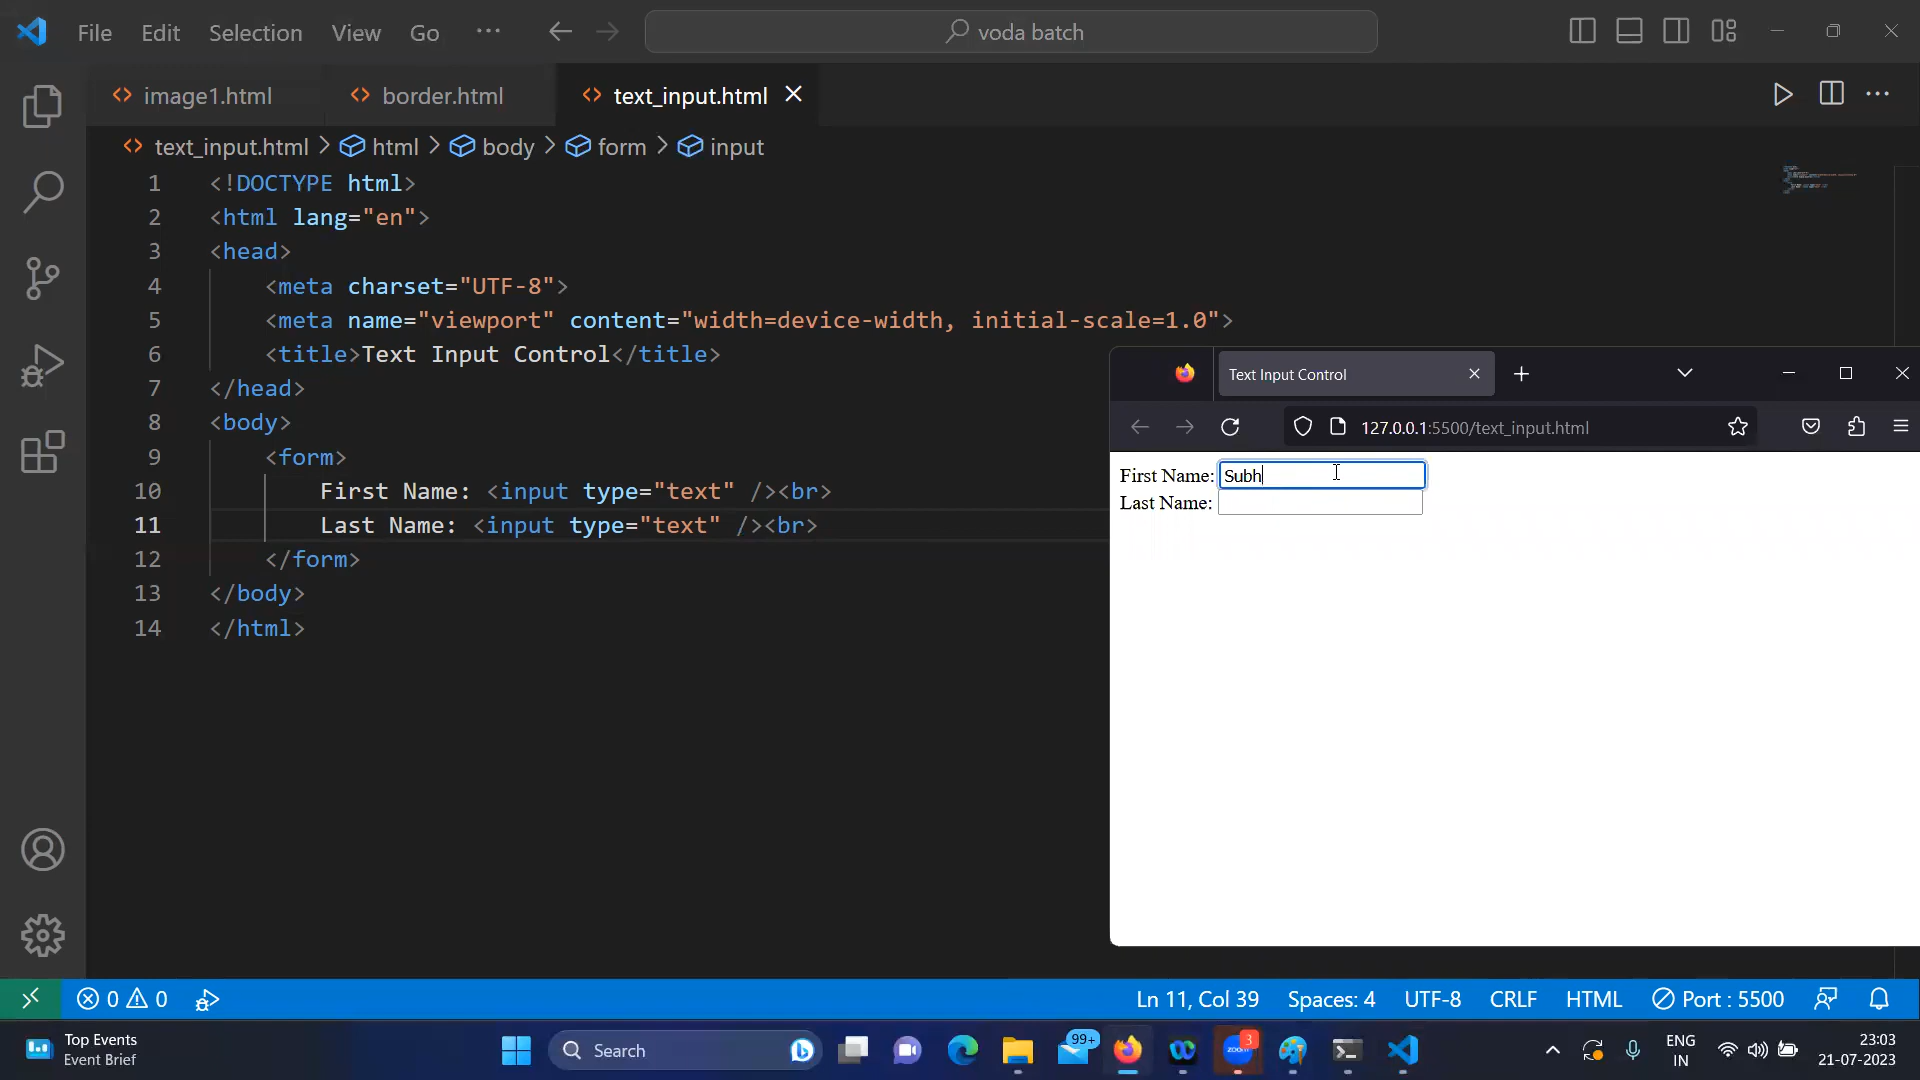 File Edit Selection View Go ··· voda batch
image1.html border.html text_input.html
text_input.html > html > body > form > input
1 <!DOCTYPE html>
2 <html lang="en">
3 <head>
4 <meta charset="UTF-8">
5 <meta name="viewport" content="width=device-width, initial-scale=1.0">
6 <title>Text Input Control</title>
7 </head>
8 <body>
9 <form>
10 First Name: <input type="text" /><br>
11 Last Name: <input type="text" /><br>
12 </form>
13 </body>
14 </html>
Text Input Control
127.0.0.1:5500/text_input.html
First Name: Subh
Last Name:
0 0 Ln 11, Col 39 Spaces: 4 UTF-8 CRLF HTML Port : 5500
Top Events
Event Brief
Search
99+
zoom
3
ENG
IN
23:03
21-07-2023